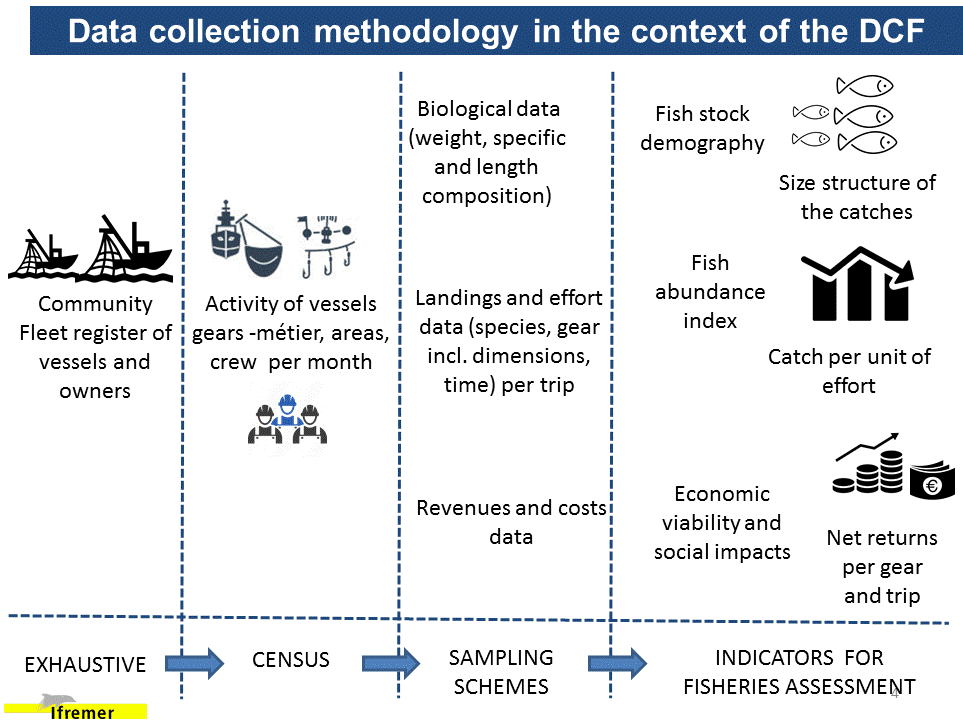 Data collection methodology in the context of the DCF
Community
Fleet register of
vessels and
owners
Activity of vessels
gears -métier, areas,
crew per month
Biological data
(weight, specific
and length
composition)
Landings and effort
data (species, gear
incl. dimensions,
time) per trip
Revenues and costs
data
Fish stock
demography
Size structure of
the catches
Fish
abundance
index
Catch per unit of
effort
Economic
viability and
social impacts
€
Net returns
per gear
and trip
EXHAUSTIVE
CENSUS
SAMPLING
SCHEMES
INDICATORS FOR
FISHERIES ASSESSMENT
4
Ifremer